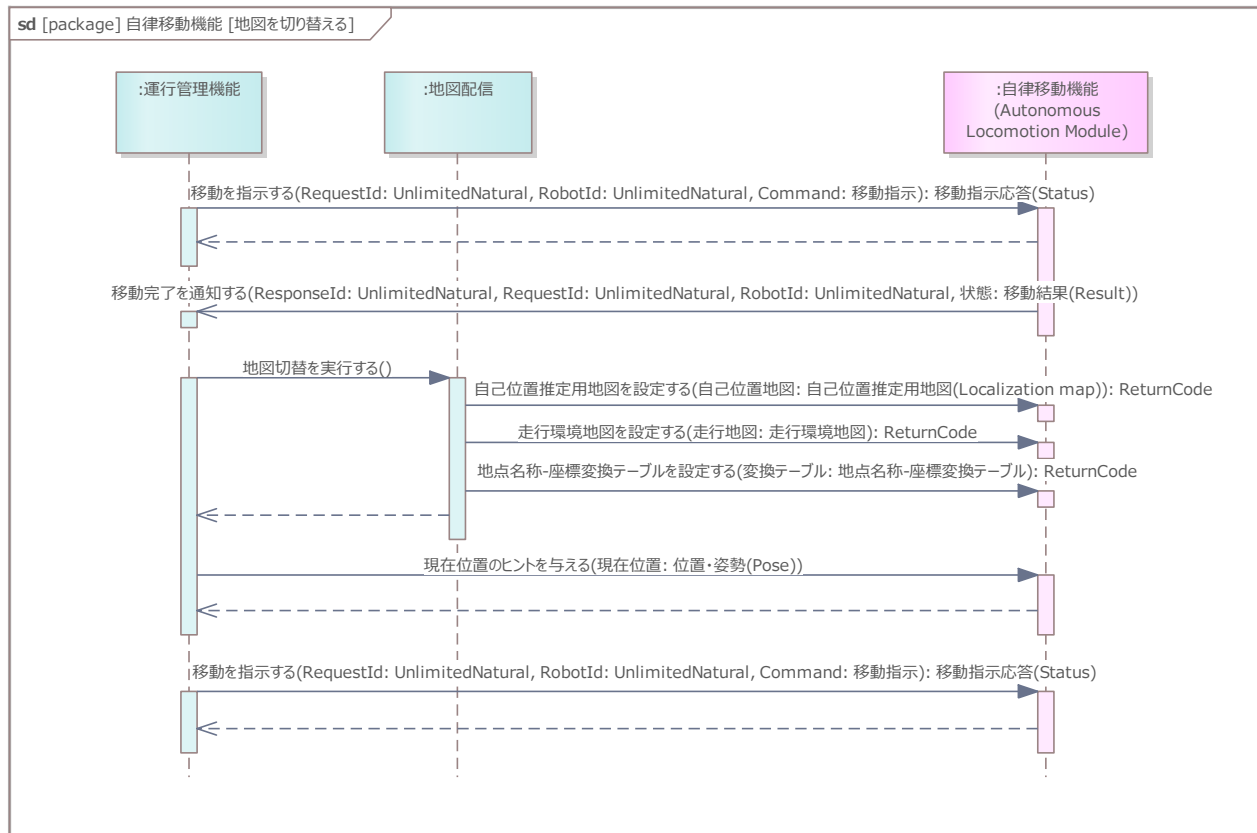 sd [package] 自律移動機能 [地図を切り替える]
:運行管理機能
:地図配信
:自律移動機能
(Autonomous
Locomotion Module)
移動を指示する(RequestId: UnlimitedNatural, RobotId: UnlimitedNatural, Command: 移動指示): 移動指示応答(Status)
移動完了を通知する(ResponseId: UnlimitedNatural, RequestId: UnlimitedNatural, RobotId: UnlimitedNatural, 状態: 移動結果(Result))
地図切替を実行する()
自己位置推定用地図を設定する(自己位置地図: 自己位置推定用地図(Localization map)): ReturnCode
走行環境地図を設定する(走行地図: 走行環境地図): ReturnCode
地点名称-座標変換テーブルを設定する(変換テーブル: 地点名称-座標変換テーブル): ReturnCode
現在位置のヒントを与える(現在位置: 位置・姿勢(Pose))
移動を指示する(RequestId: UnlimitedNatural, RobotId: UnlimitedNatural, Command: 移動指示): 移動指示応答(Status)